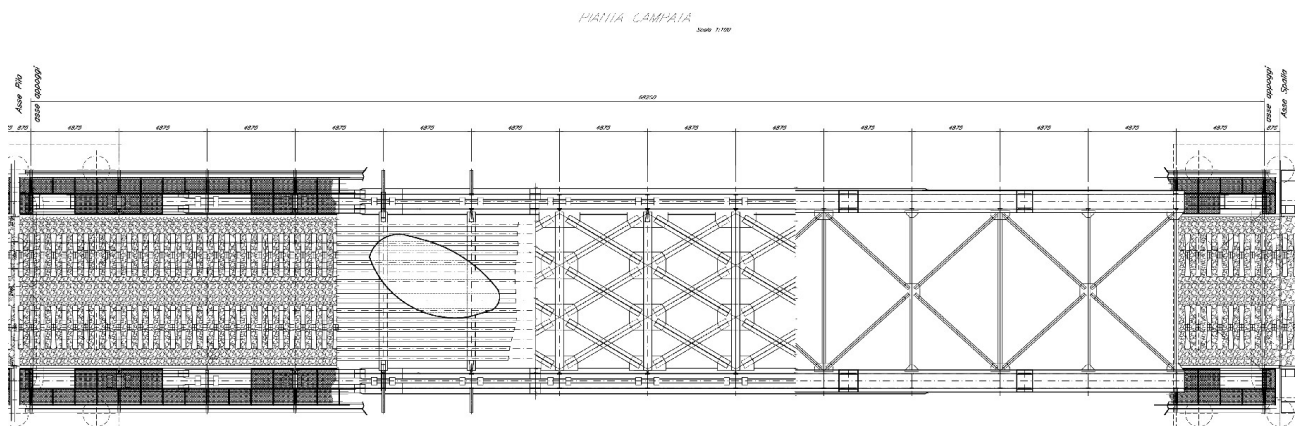 PIANTA CAMPATA
Scala 1:100
Asse Pila
asse appoggi
68250
asse appoggi
Asse Spalla
875 4875 4875 4875 4875 4875 4875 4875 4875 4875 4875 4875 4875 4875 4875 875